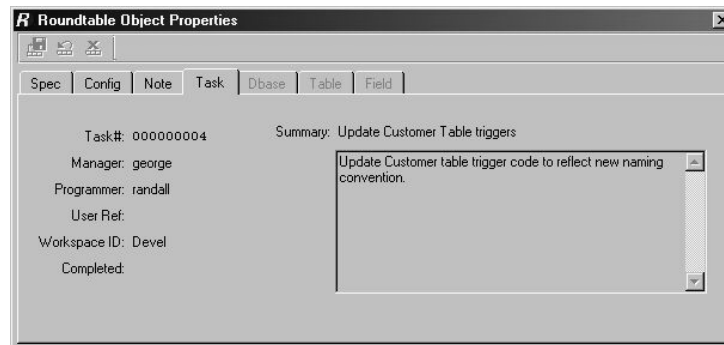 R Roundtable Object Properties
Spec Config Note Task Dbase Table Field
Task#: 000000004 Summary: Update Customer Table triggers
Manager: george
Programmer: randall
User Ref:
Workspace ID: Devel
Completed:
Update Customer table trigger code to reflect new naming
convention.